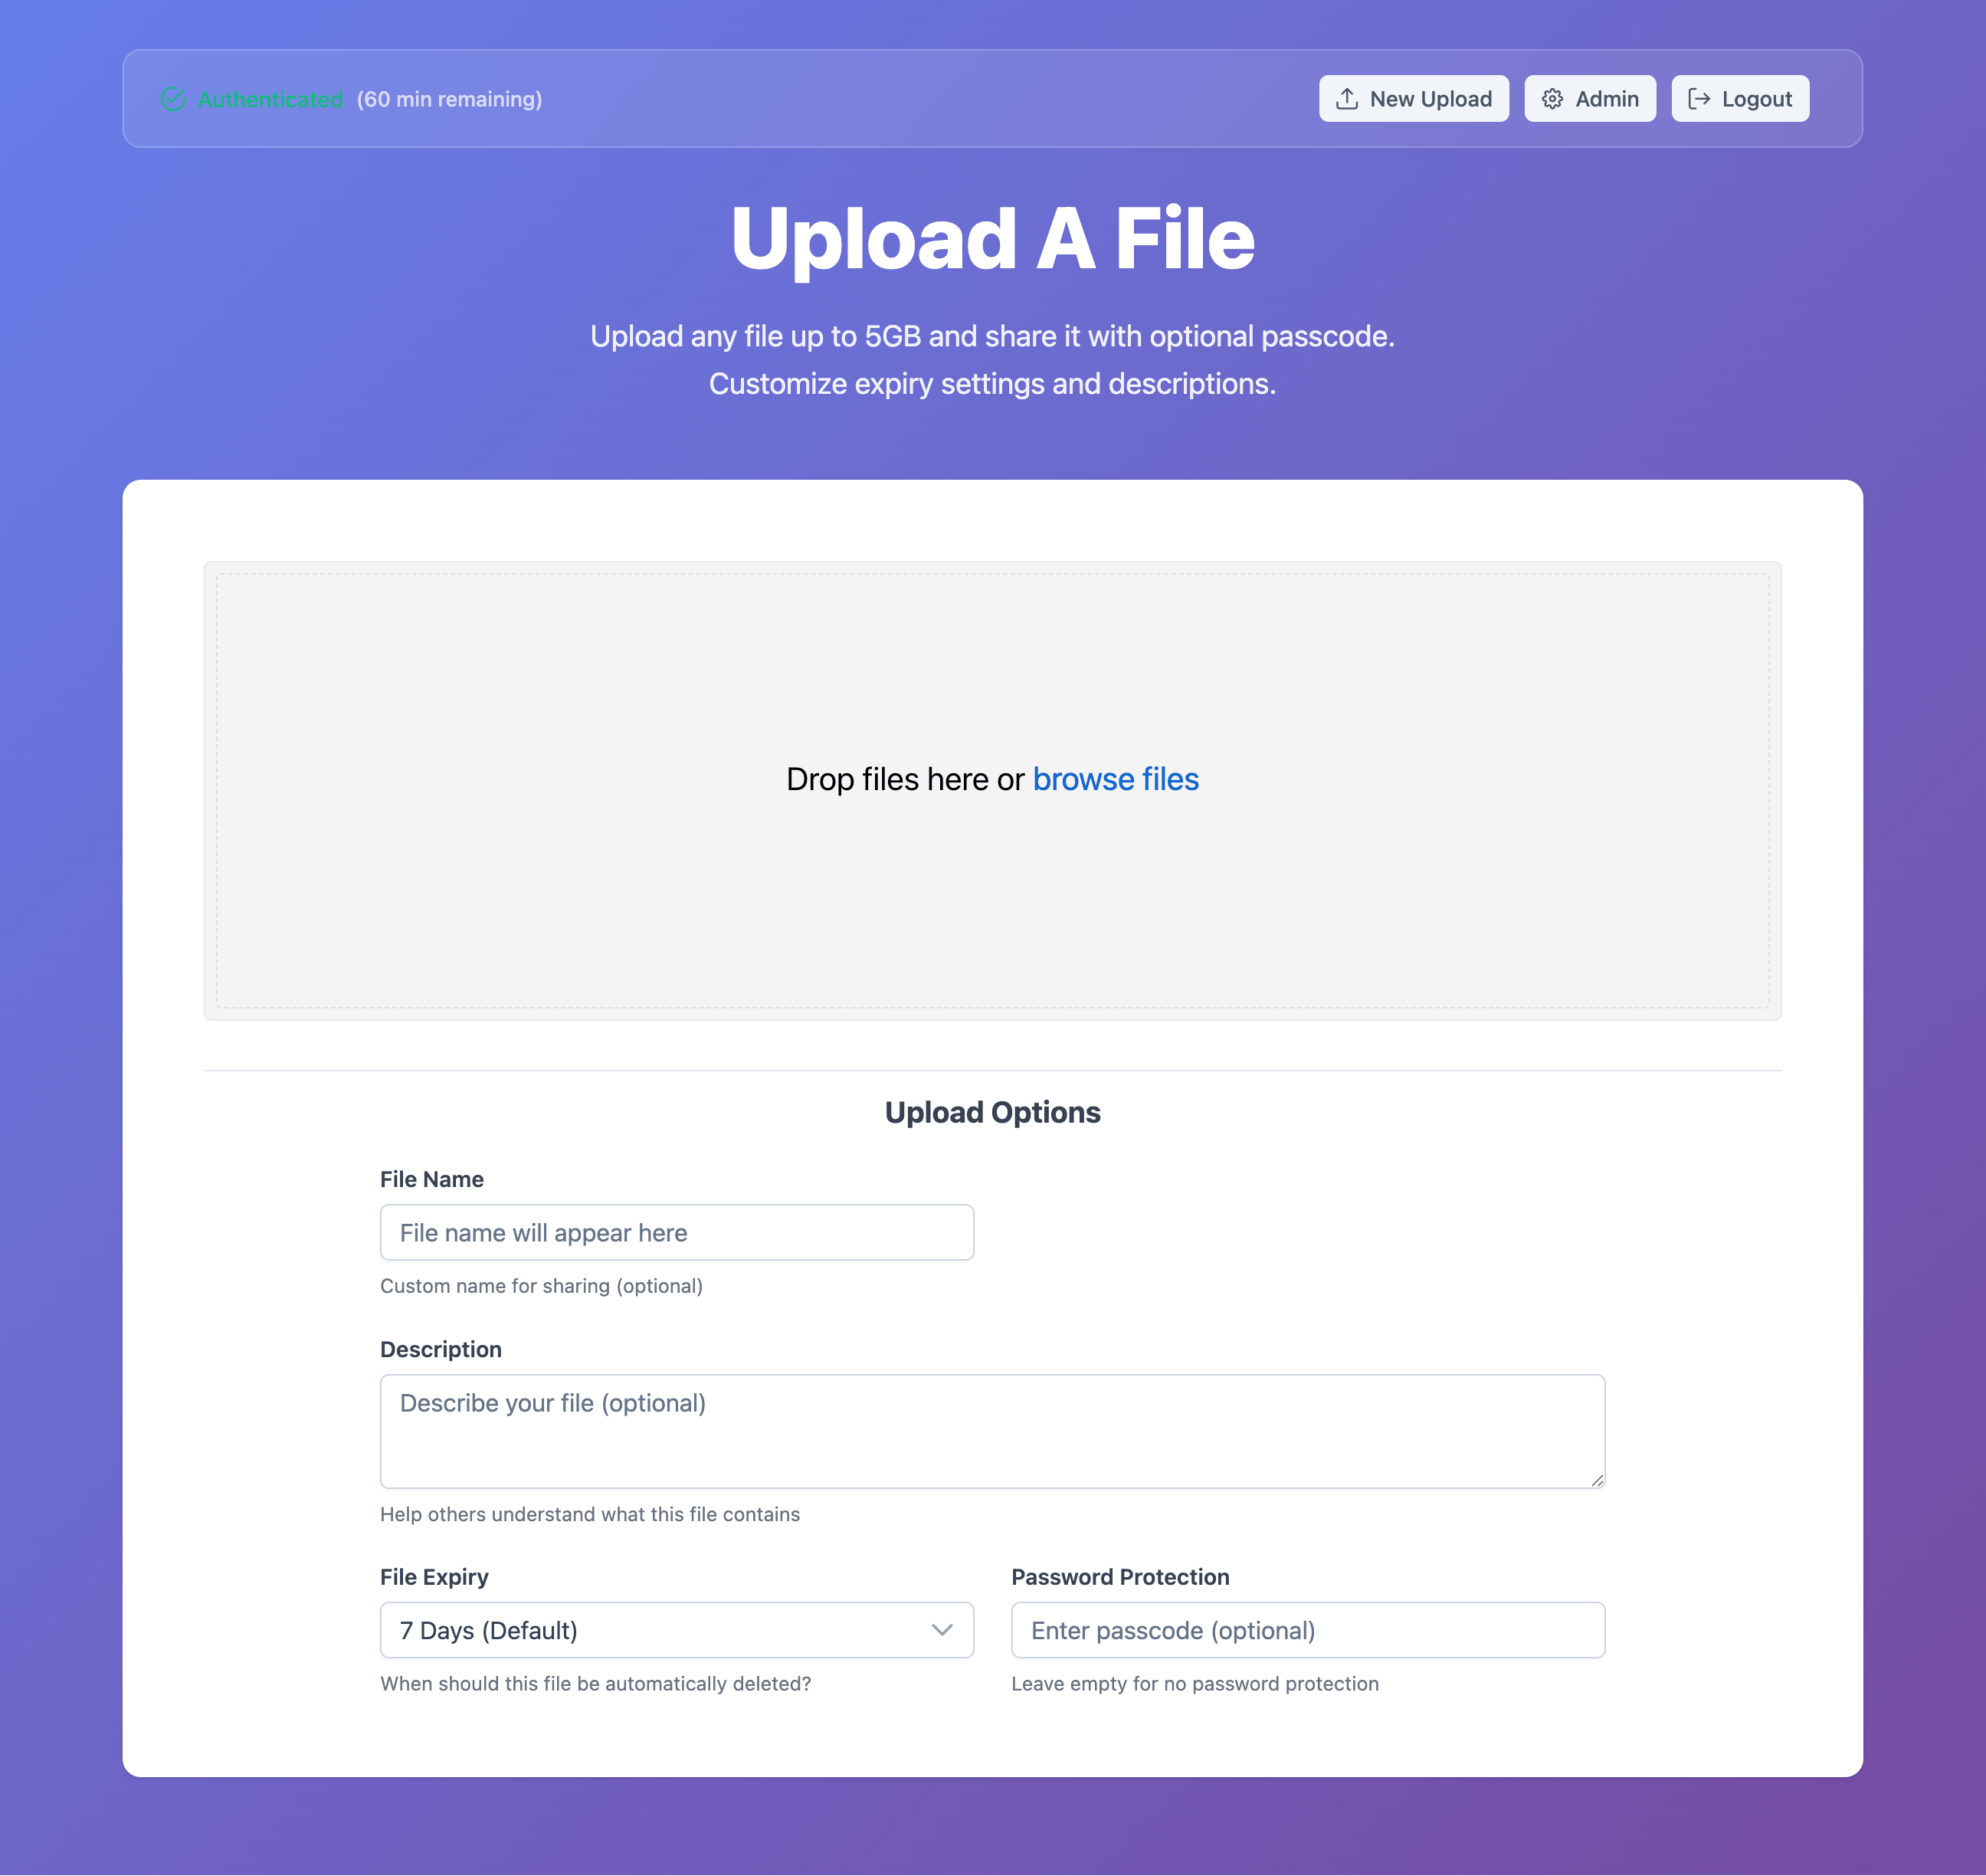 Authenticated (60 min remaining)
New Upload
Admin
Logout
Upload A File
Upload any file up to 5GB and share it with optional passcode.
Customize expiry settings and descriptions.
Drop files here or browse files
Upload Options
File Name
File name will appear here
Custom name for sharing (optional)
Description
Describe your file (optional)
Help others understand what this file contains
File Expiry
7 Days (Default)
When should this file be automatically deleted?
Password Protection
Enter passcode (optional)
Leave empty for no password protection